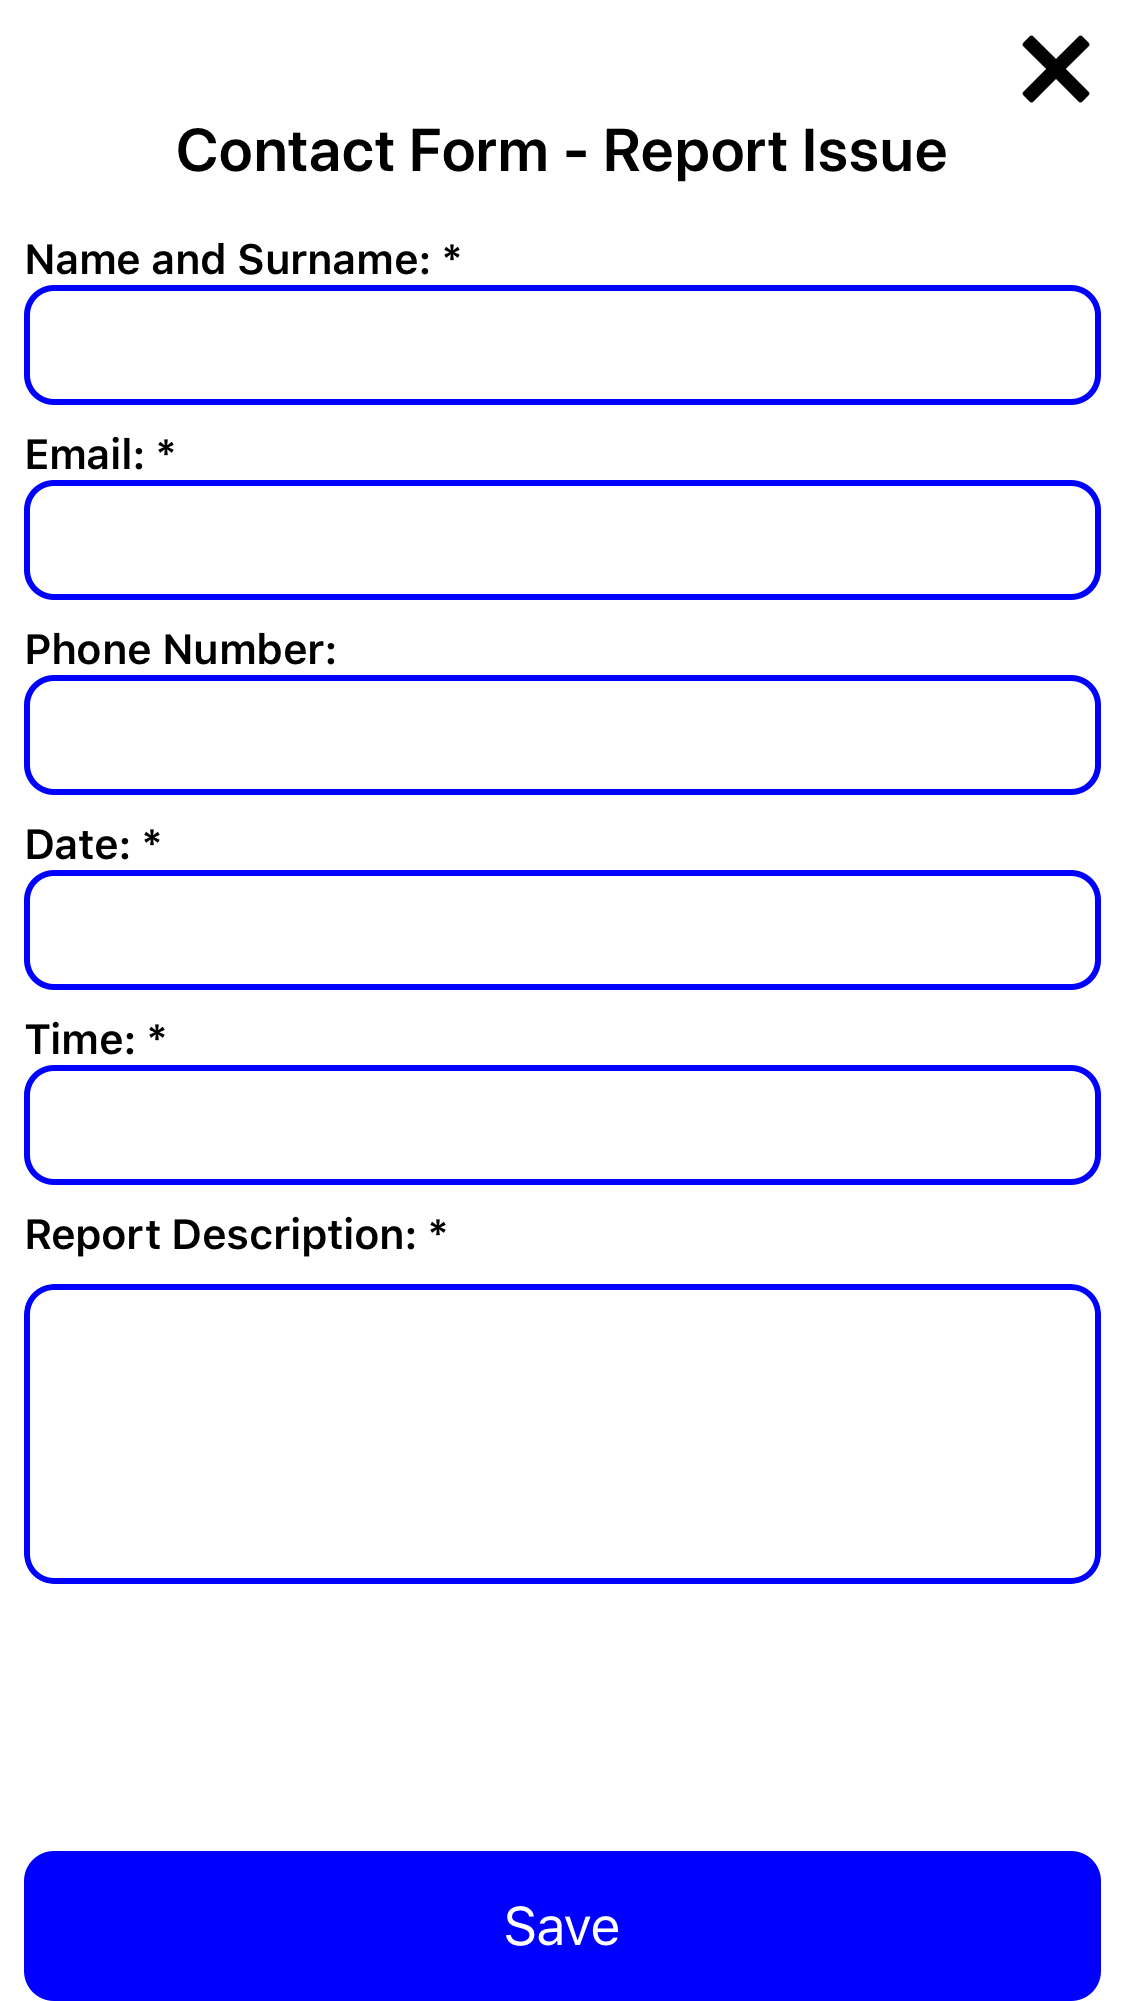 Contact Form - Report Issue
Name and Surname: *
Email: *
Phone Number:
Date: *
Time: *
Report Description: *
Save